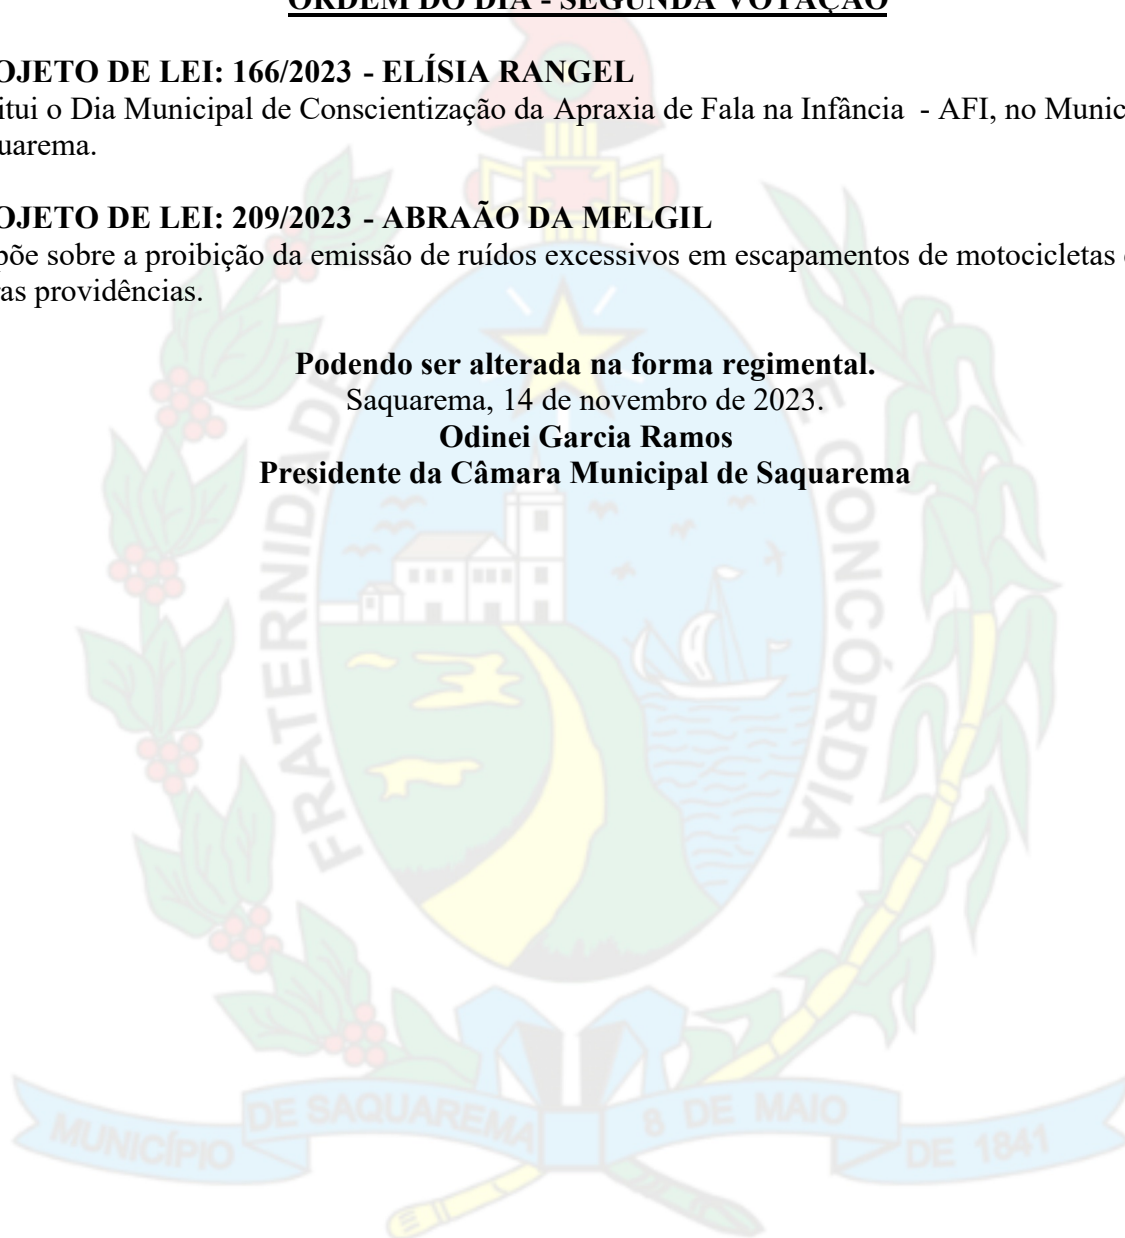 ORDEM DO DIA - SEGUNDA VOTAÇÃO
OJETO DE LEI: 166/2023 - ELÍSIA RANGEL
itui o Dia Municipal de Conscientização da Apraxia de Fala na Infância - AFI, no Munic
uarema.
OJETO DE LEI: 209/2023 - ABRAÃO DA MELGIL
põe sobre a proibição da emissão de ruídos excessivos em escapamentos de motocicletas
ras providências.
Podendo ser alterada na forma regimental.
Saquarema, 14 de novembro de 2023.
Odinei Garcia Ramos
Presidente da Câmara Municipal de Saquarema
FRATERNIDADE E CONCÓRDIA
MUNICÍPIO DE SAQUAREMA 8 DE MAIO DE 1841